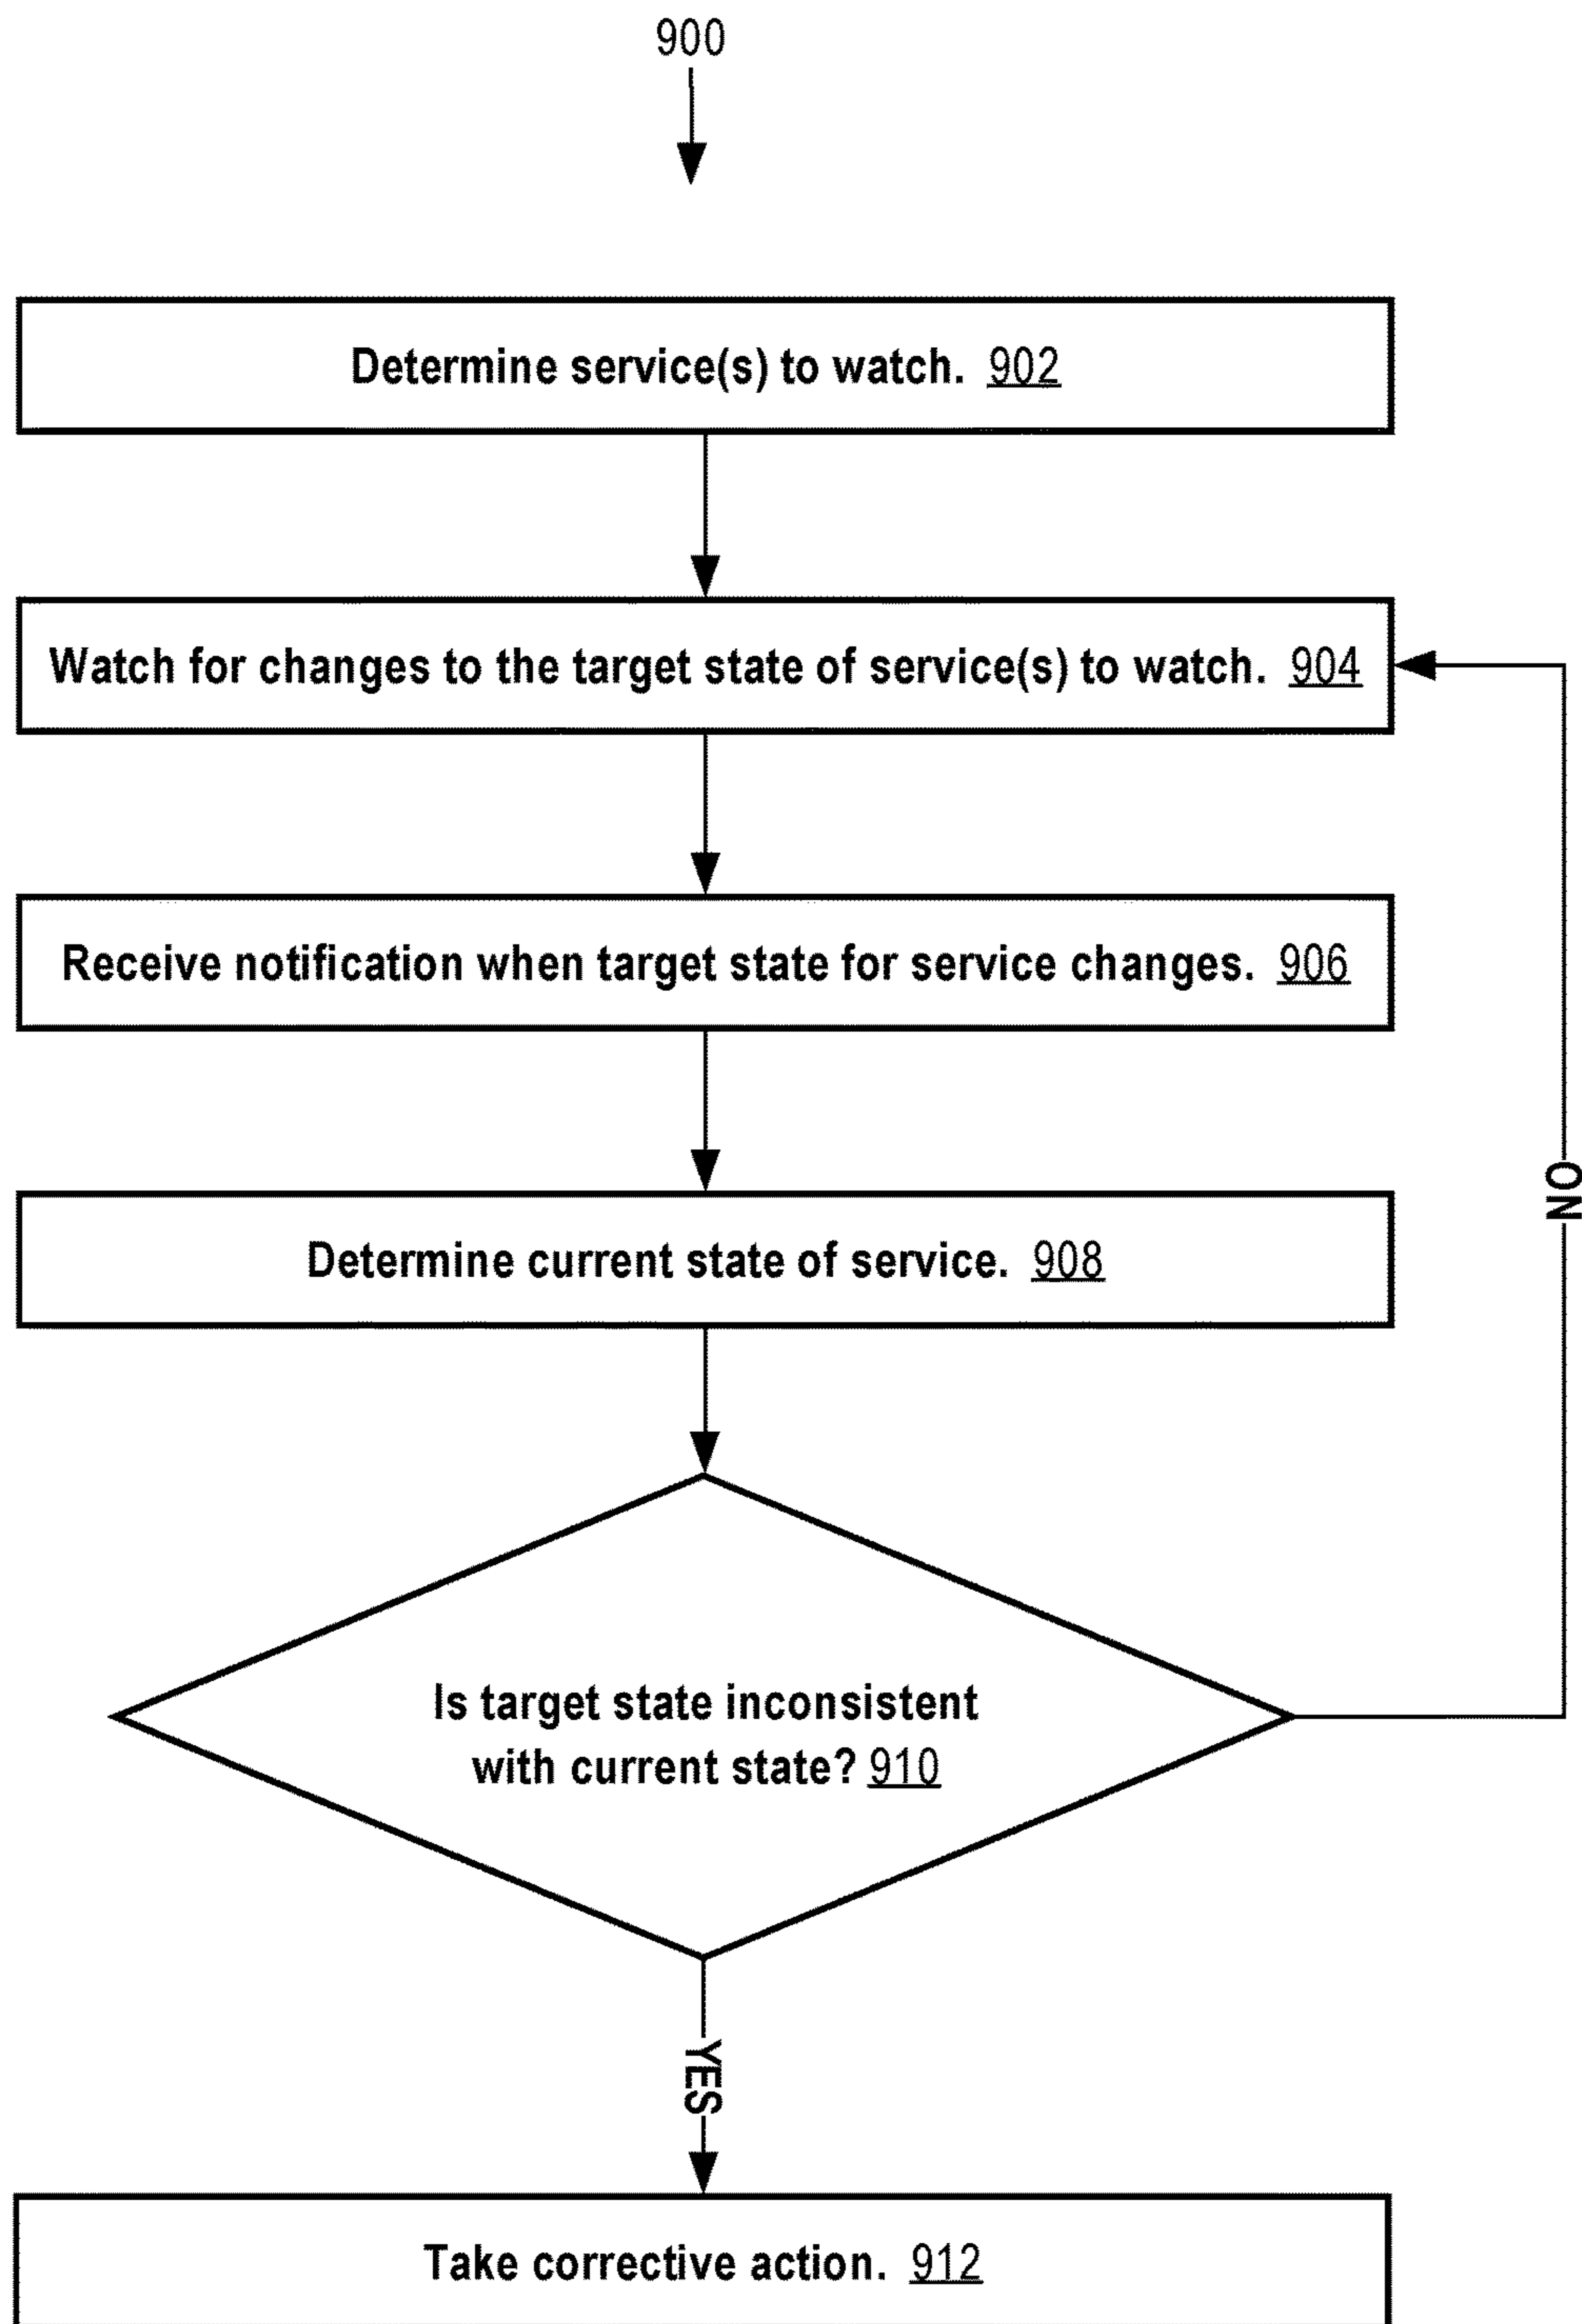 900
Determine service(s) to watch. 902
Watch for changes to the target state of service(s) to watch. 904
Receive notification when target state for service changes. 906
Determine current state of service. 908
NO
Is target state inconsistent
with current state? 910
YES
Take corrective action. 912